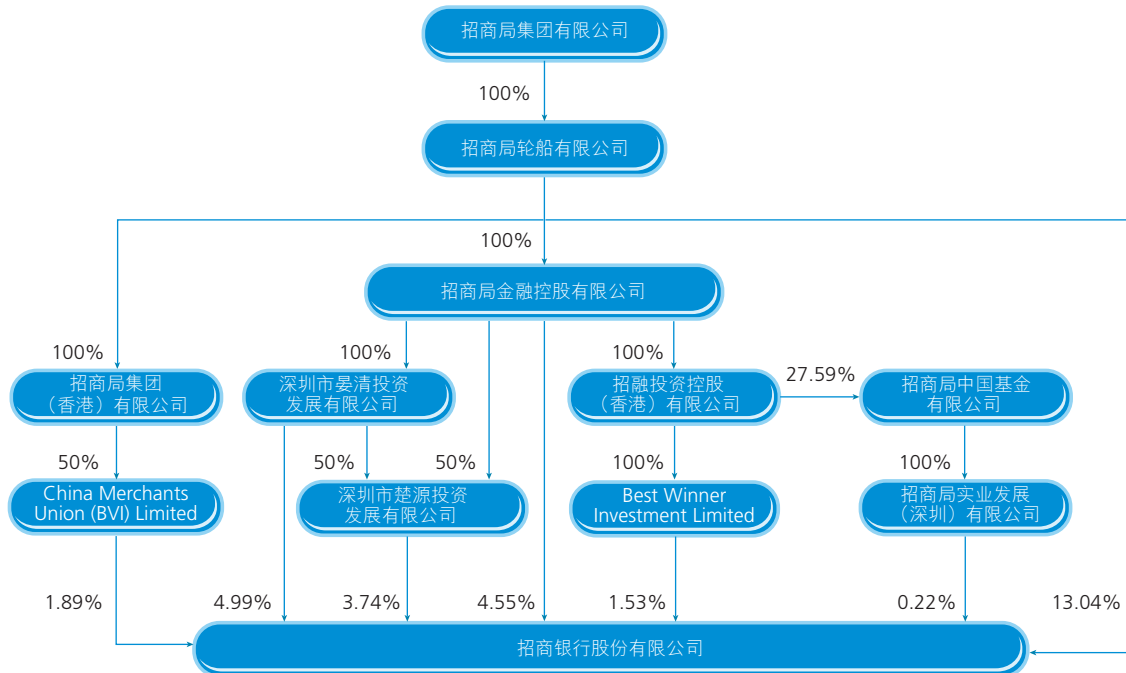 招商局集团有限公司
100%
招商局轮船有限公司
100%
招商局金融控股有限公司
100%
100%
100%
招商局集团
（香港）有限公司
深圳市晏清投资
发展有限公司
招融投资控股
（香港）有限公司
27.59%
招商局中国基金
有限公司
50%
50%
50%
100%
100%
China Merchants
Union (BVI) Limited
深圳市楚源投资
发展有限公司
Best Winner
Investment Limited
招商局实业发展
（深圳）有限公司
1.89%
4.99%
3.74%
4.55%
1.53%
0.22%
13.04%
招商银行股份有限公司